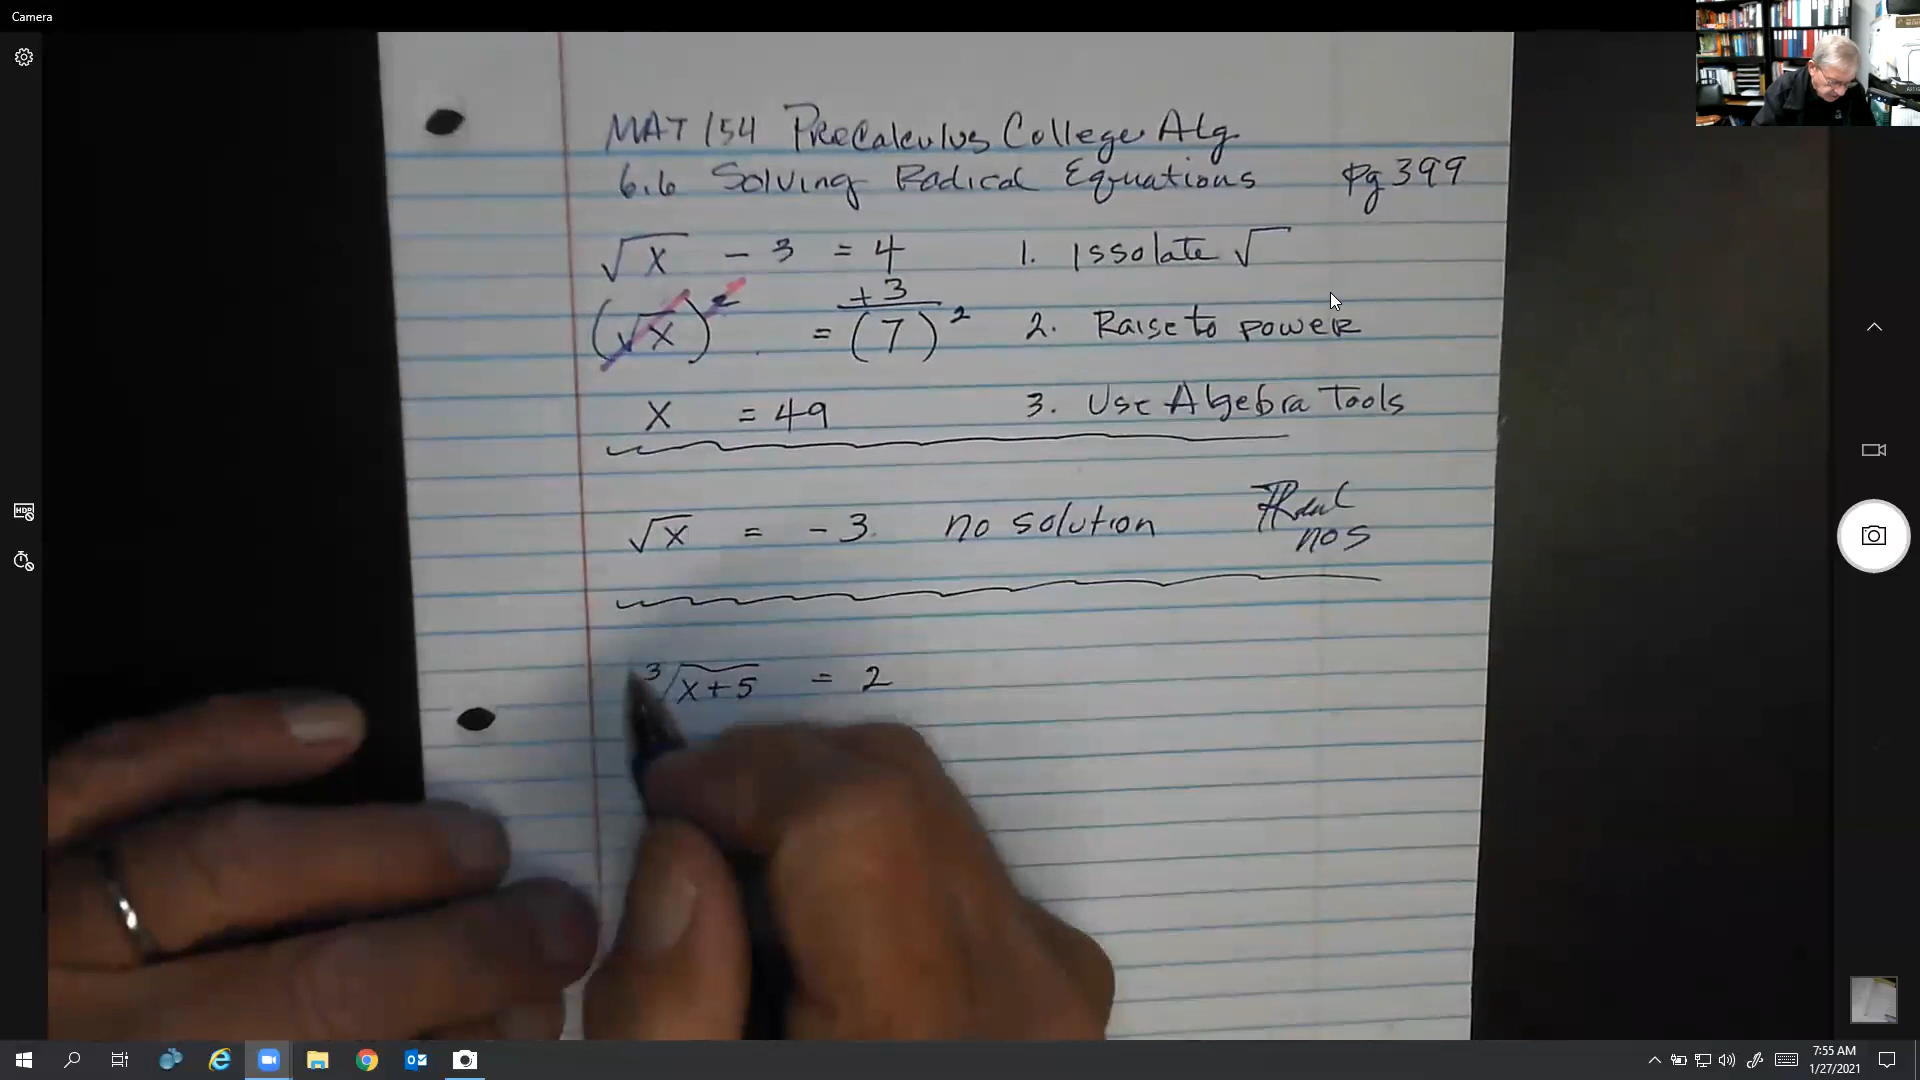 Camera
MAT 154 Precalculus College Alg
6.6 Solving Radical Equations pg 399
√x - 3 = 4 1. Issolate √
+3
(√x)² = (7)² 2. Raise to power
x = 49 3. Use Algebra Tools
√x = -3 no solution Real
nos
³√x+5 = 2
7:55 AM
1/27/2021